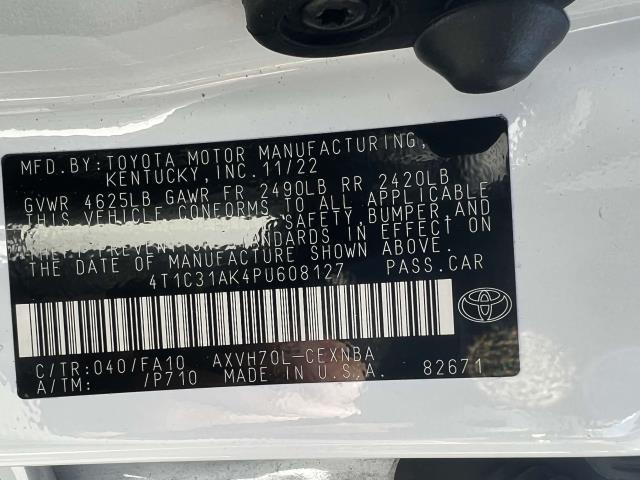 MFD.BY:TOYOTA MOTOR MANUFACTURING,
KENTUCKY,INC.11/22
GVWR 4625LB GAWR FR 2490LB RR 2420LB
THIS VEHICLE CONFORMS TO ALL APPLICABLE
SAFETY,BUMPER,AND
THEFT PREVENTION STANDARDS IN EFFECT ON
THE DATE OF MANUFACTURE SHOWN ABOVE.
4T1C31AK4PU608127 PASS.CAR
C/TR:040/FA10 AXVH70L-CEXNBA
A/TM: /P710 MADE IN U.S.A. 82671